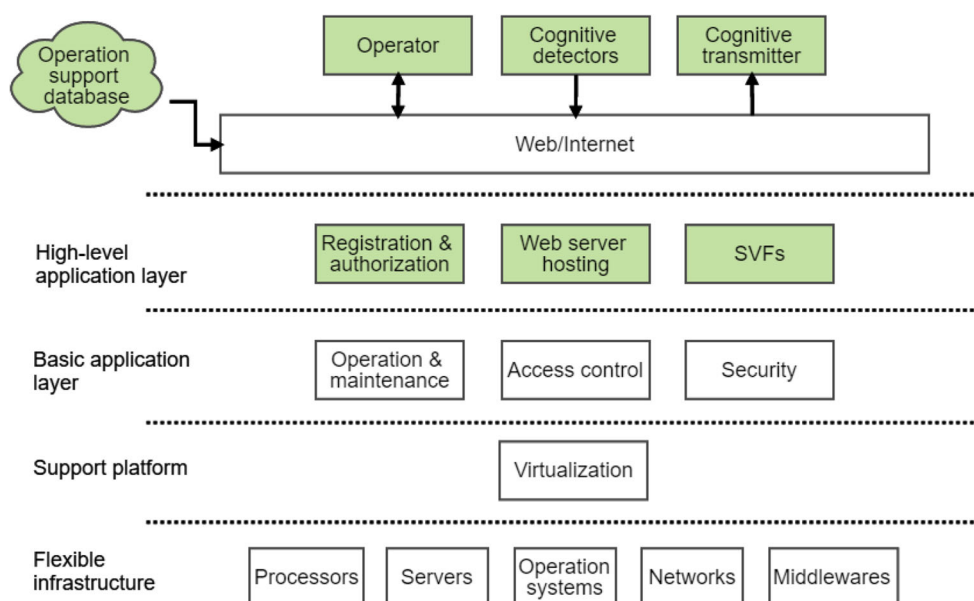 Operation
support
database
Operator
Cognitive
detectors
Cognitive
transmitter
Web/Internet
High-level
application layer
Registration &
authorization
Web server
hosting
SVFs
Basic application
layer
Operation &
maintenance
Access control
Security
Support platform
Virtualization
Flexible
infrastructure
Processors
Servers
Operation
systems
Networks
Middlewares